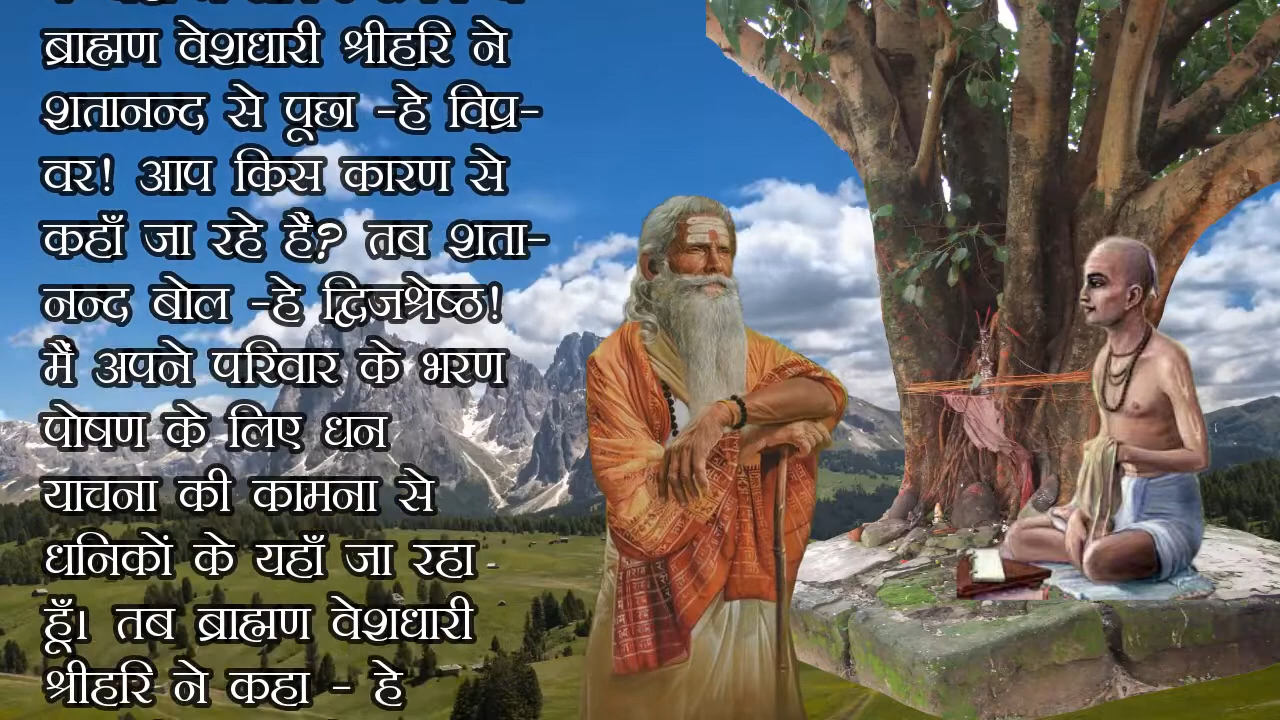 ब्राह्मण वेशधारी श्रीहरि ने
शतानन्द से पूछा -हे विप्र-
वर! आप किस कारण से
कहाँ जा रहे हैं? तब शता-
नन्द बोल -हे द्विजश्रेष्ठ!
मैं अपने परिवार के भरण
पोषण के लिए धन
याचना की कामना से
धनिकों के यहाँ जा रहा
हूँ। तब ब्राह्मण वेशधारी
श्रीहरि ने कहा - हे